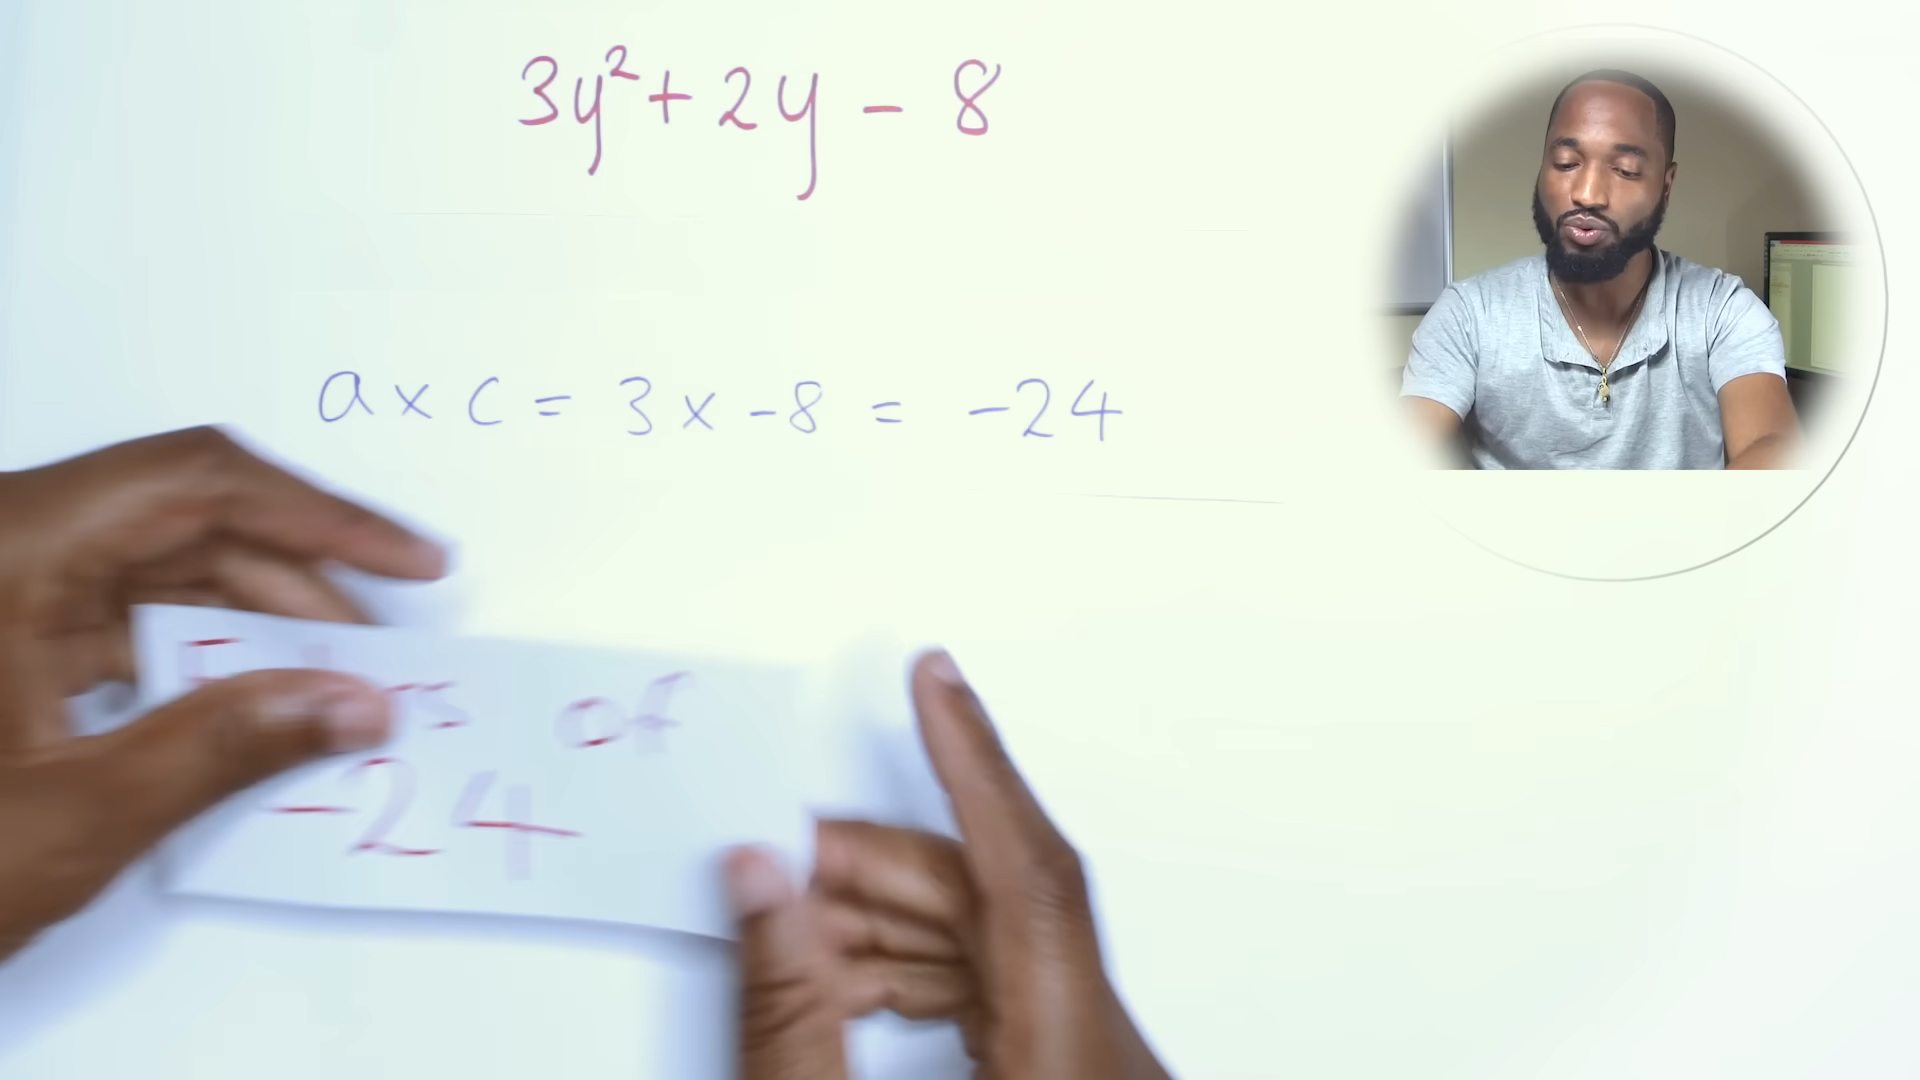 3y²+2y - 8
a x c = 3 x -8 = -24
of
-24